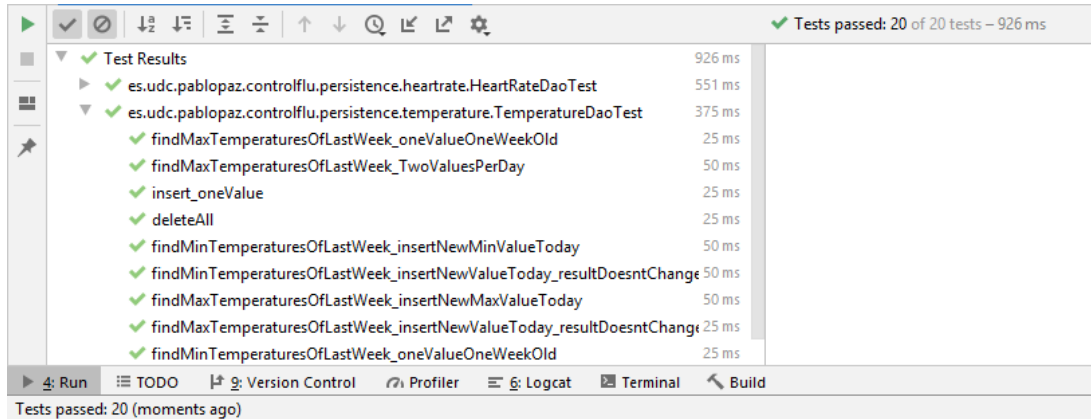 Tests passed: 20 of 20 tests – 926 ms
Test Results 926 ms
es.udc.pablopaz.controlflu.persistence.heartrate.HeartRateDaoTest 551 ms
es.udc.pablopaz.controlflu.persistence.temperature.TemperatureDaoTest 375 ms
findMaxTemperaturesOfLastWeek_oneValueOneWeekOld 25 ms
findMaxTemperaturesOfLastWeek_TwoValuesPerDay 50 ms
insert_oneValue 25 ms
deleteAll 25 ms
findMinTemperaturesOfLastWeek_insertNewMinValueToday 50 ms
findMinTemperaturesOfLastWeek_insertNewValueToday_resultDoesntChange 50 ms
findMaxTemperaturesOfLastWeek_insertNewMaxValueToday 50 ms
findMaxTemperaturesOfLastWeek_insertNewValueToday_resultDoesntChange 25 ms
findMinTemperaturesOfLastWeek_oneValueOneWeekOld 25 ms
4: Run TODO 9: Version Control Profiler 6: Logcat Terminal Build
Tests passed: 20 (moments ago)